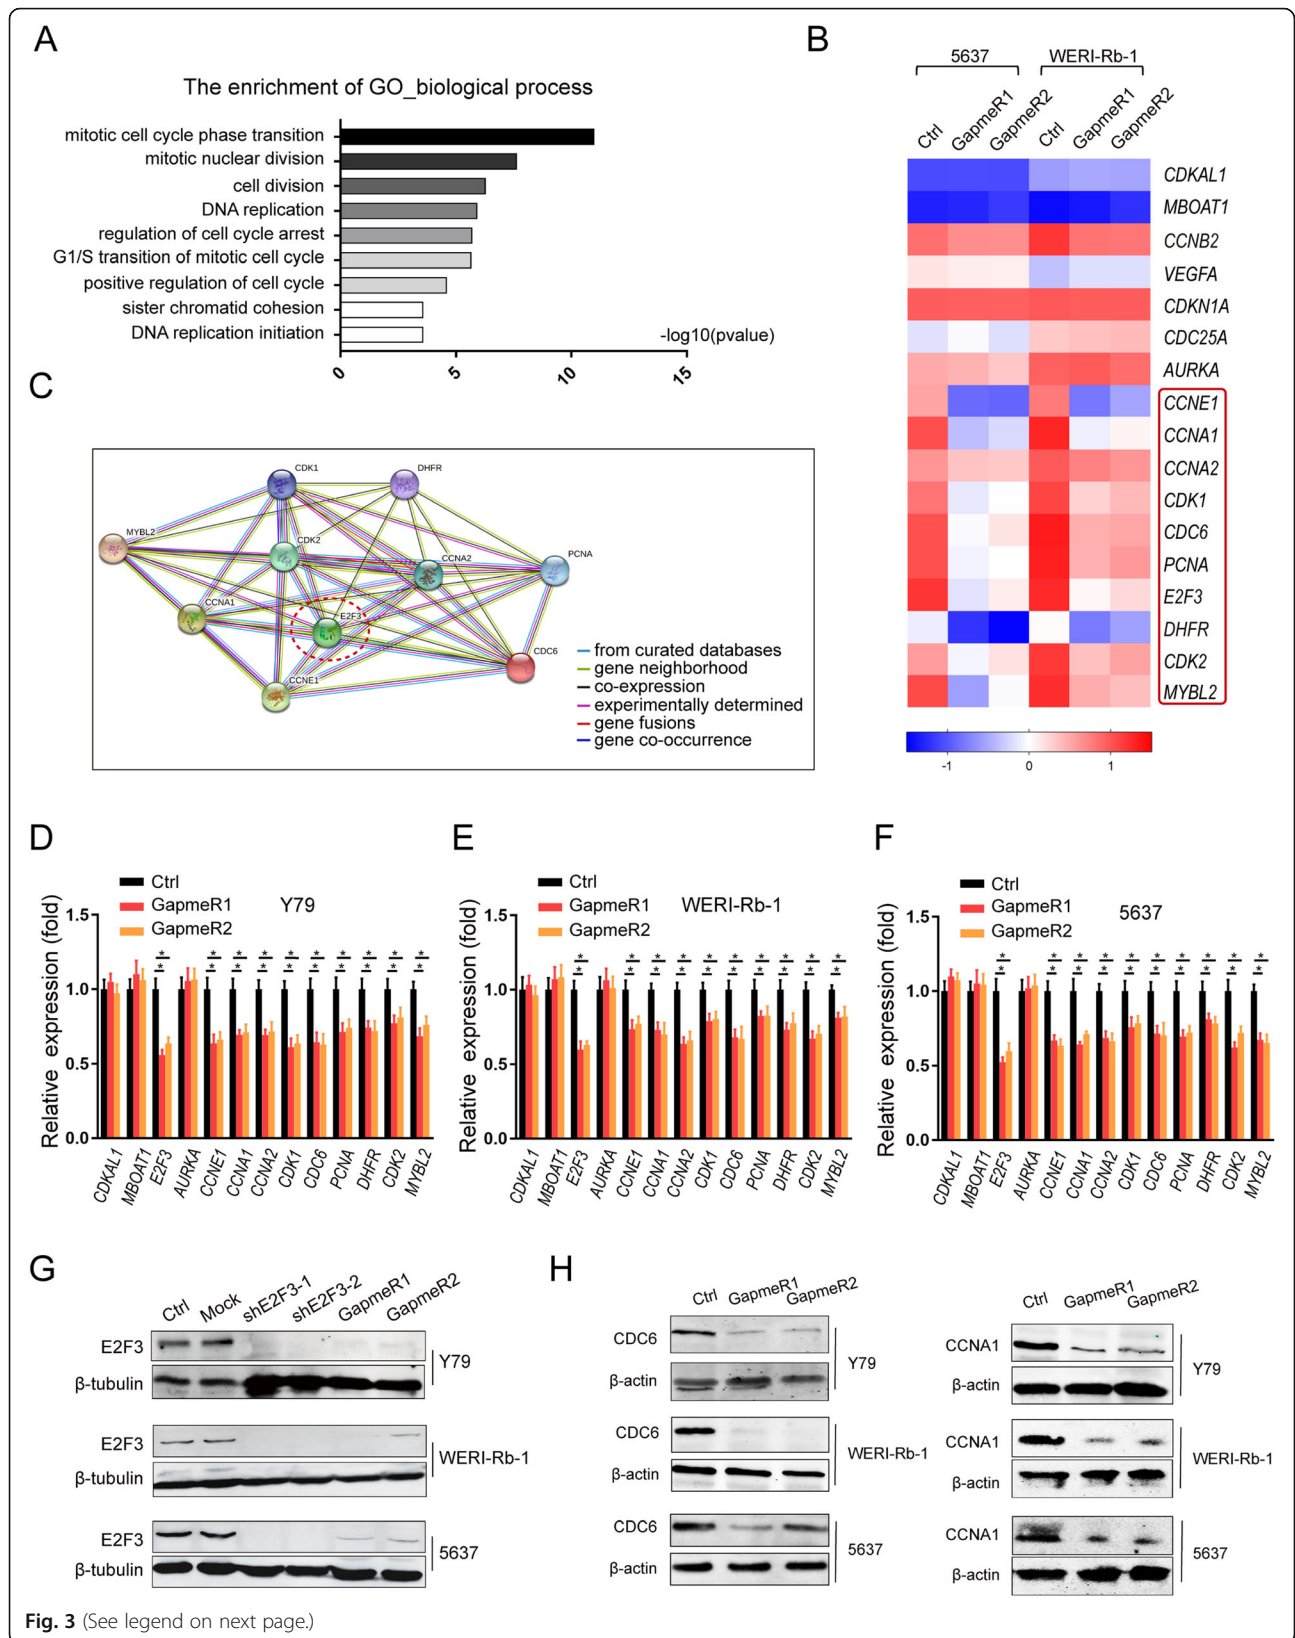 A
The enrichment of GO_biological process
mitotic cell cycle phase transition
mitotic nuclear division
cell division
DNA replication
regulation of cell cycle arrest
G1/S transition of mitotic cell cycle
positive regulation of cell cycle
sister chromatid cohesion
DNA replication initiation
-log10(pvalue)
0 5 10 15
B
5637 WERI-Rb-1
Ctrl GapmeR1 GapmeR2 Ctrl GapmeR1 GapmeR2
CDKAL1
MBOAT1
CCNB2
VEGFA
CDKN1A
CDC25A
AURKA
CCNE1
CCNA1
CCNA2
CDK1
CDC6
PCNA
E2F3
DHFR
CDK2
MYBL2
-1 0 1
C
CDK1 DHFR
MYBL2
CDK2
CCNA2 PCNA
CCNA1
E2F3
CDC6
CCNE1
from curated databases
gene neighborhood
co-expression
experimentally determined
gene fusions
gene co-occurrence
D
Ctrl
GapmeR1
GapmeR2
Y79
Relative expression (fold)
1.5
1.0
0.5
0.0
* * * * * * * * * *
* * * * * * * * * *
CDKAL1 MBOAT1 E2F3 AURKA CCNE1 CCNA1 CCNA2 CDK1 CDC6 PCNA DHFR CDK2 MYBL2
E
Ctrl
GapmeR1
GapmeR2
WERI-Rb-1
Relative expression (fold)
1.5
1.0
0.5
0.0
* * * * * * * * * *
* * * * * * * * * *
CDKAL1 MBOAT1 E2F3 AURKA CCNE1 CCNA1 CCNA2 CDK1 CDC6 PCNA DHFR CDK2 MYBL2
F
Ctrl
GapmeR1
GapmeR2
5637
Relative expression (fold)
1.5
1.0
0.5
0.0
* * * * * * * * * *
* * * * * * * * * *
CDKAL1 MBOAT1 E2F3 AURKA CCNE1 CCNA1 CCNA2 CDK1 CDC6 PCNA DHFR CDK2 MYBL2
G
Ctrl Mock shE2F3-1 shE2F3-2 GapmeR1 GapmeR2
E2F3
β-tubulin
Y79
E2F3
β-tubulin
WERI-Rb-1
E2F3
β-tubulin
5637
H
Ctrl GapmeR1 GapmeR2
CDC6
β-actin
Y79
CDC6
β-actin
WERI-Rb-1
CDC6
β-actin
5637
Ctrl GapmeR1 GapmeR2
CCNA1
β-actin
Y79
CCNA1
β-actin
WERI-Rb-1
CCNA1
β-actin
5637
Fig. 3 (See legend on next page.)